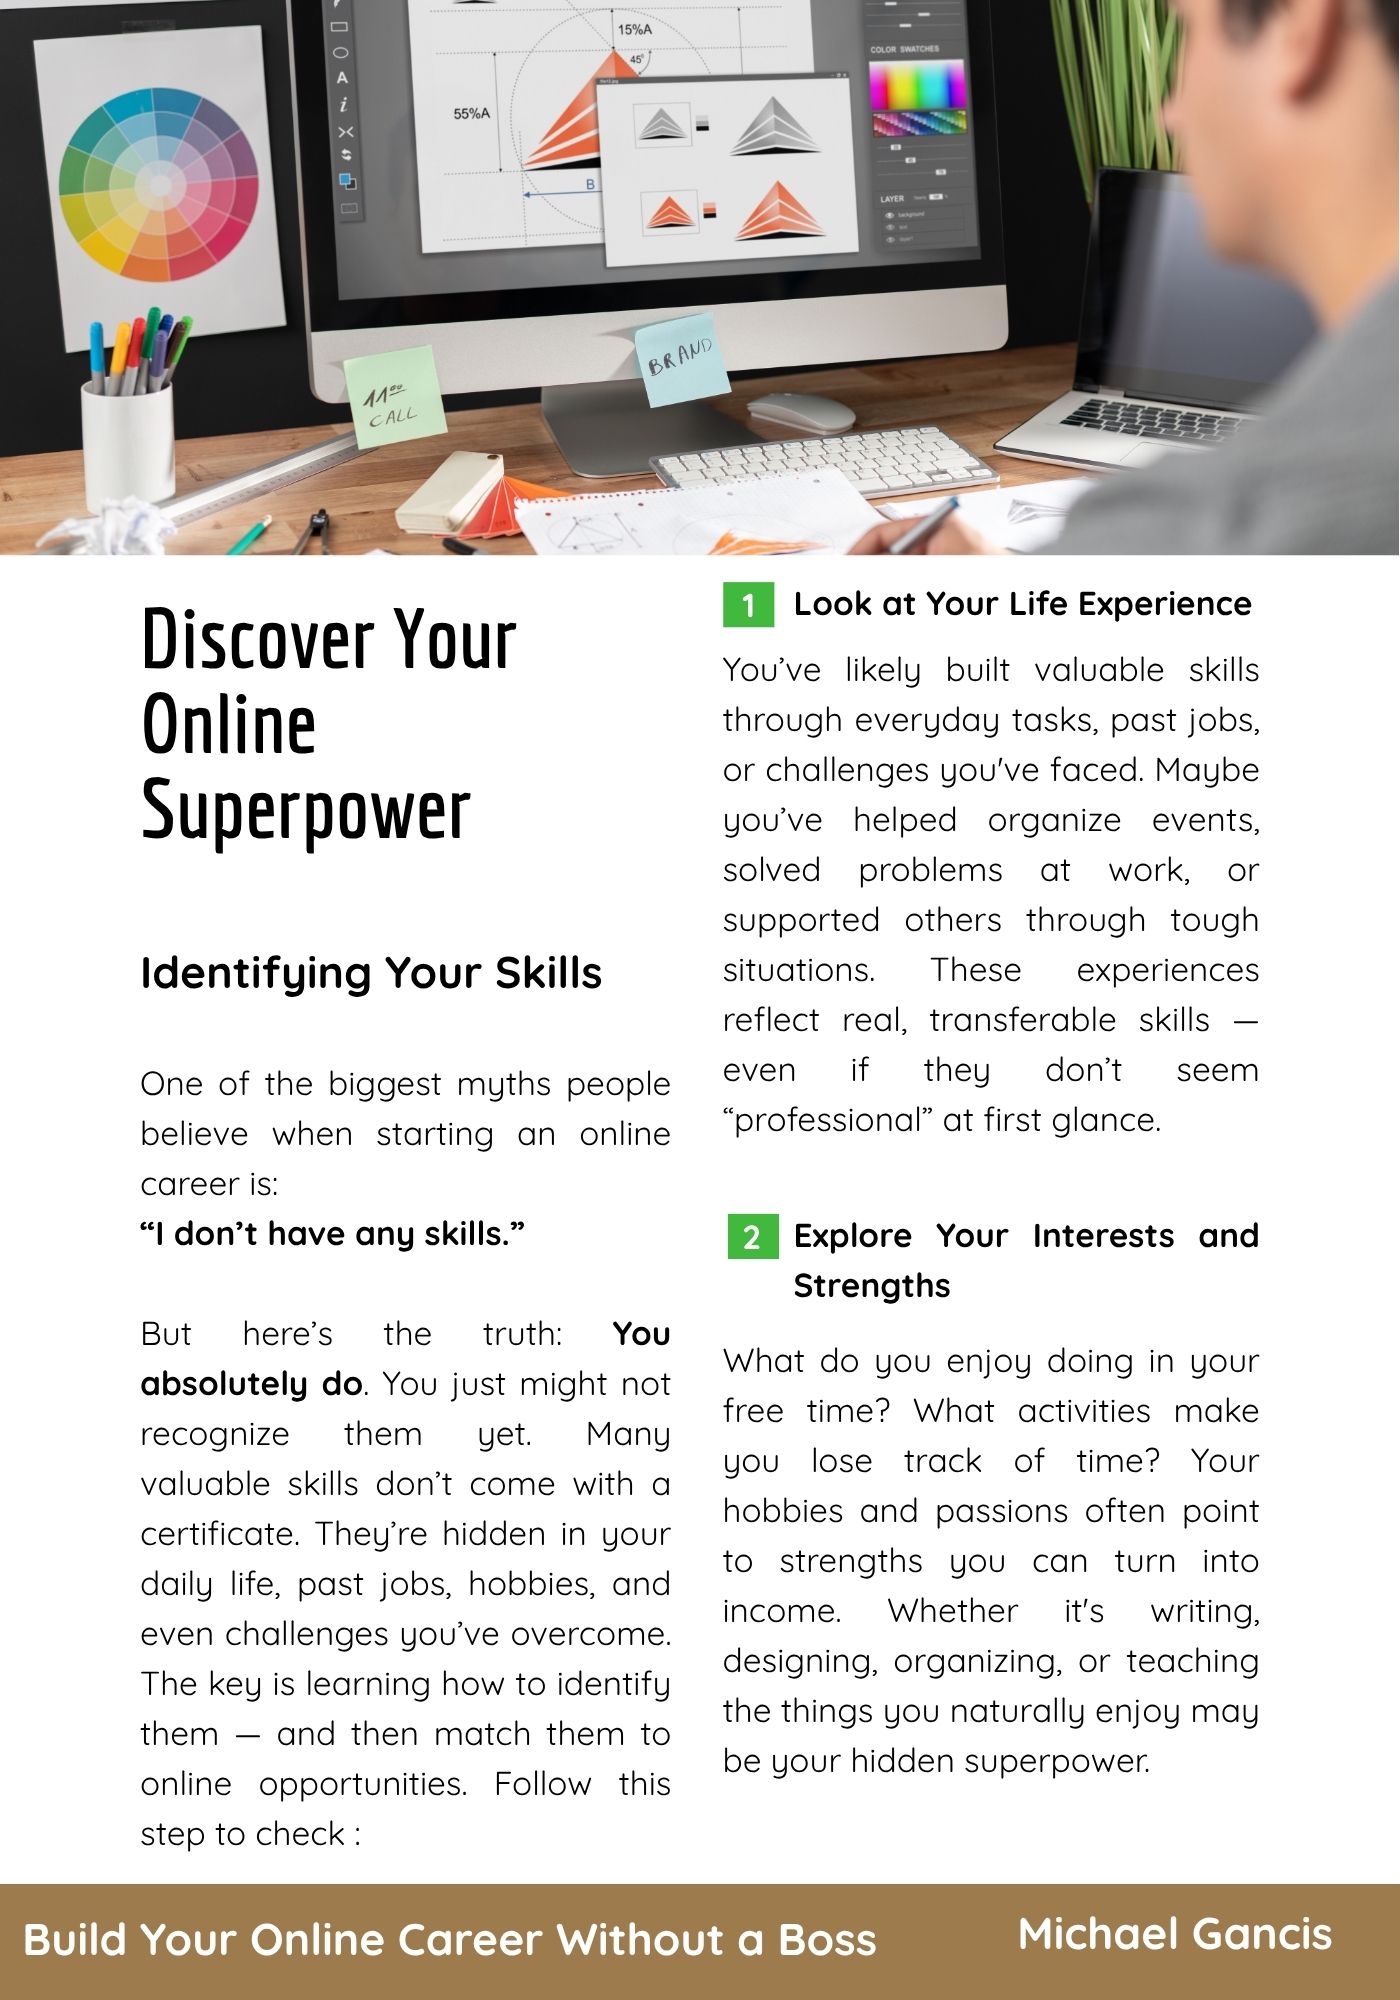 15%A
45°
55%A
B
COLOR SWATCHES
LAYER
background
11⁰⁰
CALL
BRAND
Discover Your
Online
Superpower
Identifying Your Skills
One of the biggest myths people
believe when starting an online
career is:
“I don’t have any skills.”
But here’s the truth: You
absolutely do. You just might not
recognize them yet. Many
valuable skills don’t come with a
certificate. They’re hidden in your
daily life, past jobs, hobbies, and
even challenges you’ve overcome.
The key is learning how to identify
them — and then match them to
online opportunities. Follow this
step to check :
1 Look at Your Life Experience
You’ve likely built valuable skills
through everyday tasks, past jobs,
or challenges you've faced. Maybe
you’ve helped organize events,
solved problems at work, or
supported others through tough
situations. These experiences
reflect real, transferable skills —
even if they don’t seem
“professional” at first glance.
2 Explore Your Interests and
Strengths
What do you enjoy doing in your
free time? What activities make
you lose track of time? Your
hobbies and passions often point
to strengths you can turn into
income. Whether it's writing,
designing, organizing, or teaching
the things you naturally enjoy may
be your hidden superpower.
Build Your Online Career Without a Boss
Michael Gancis